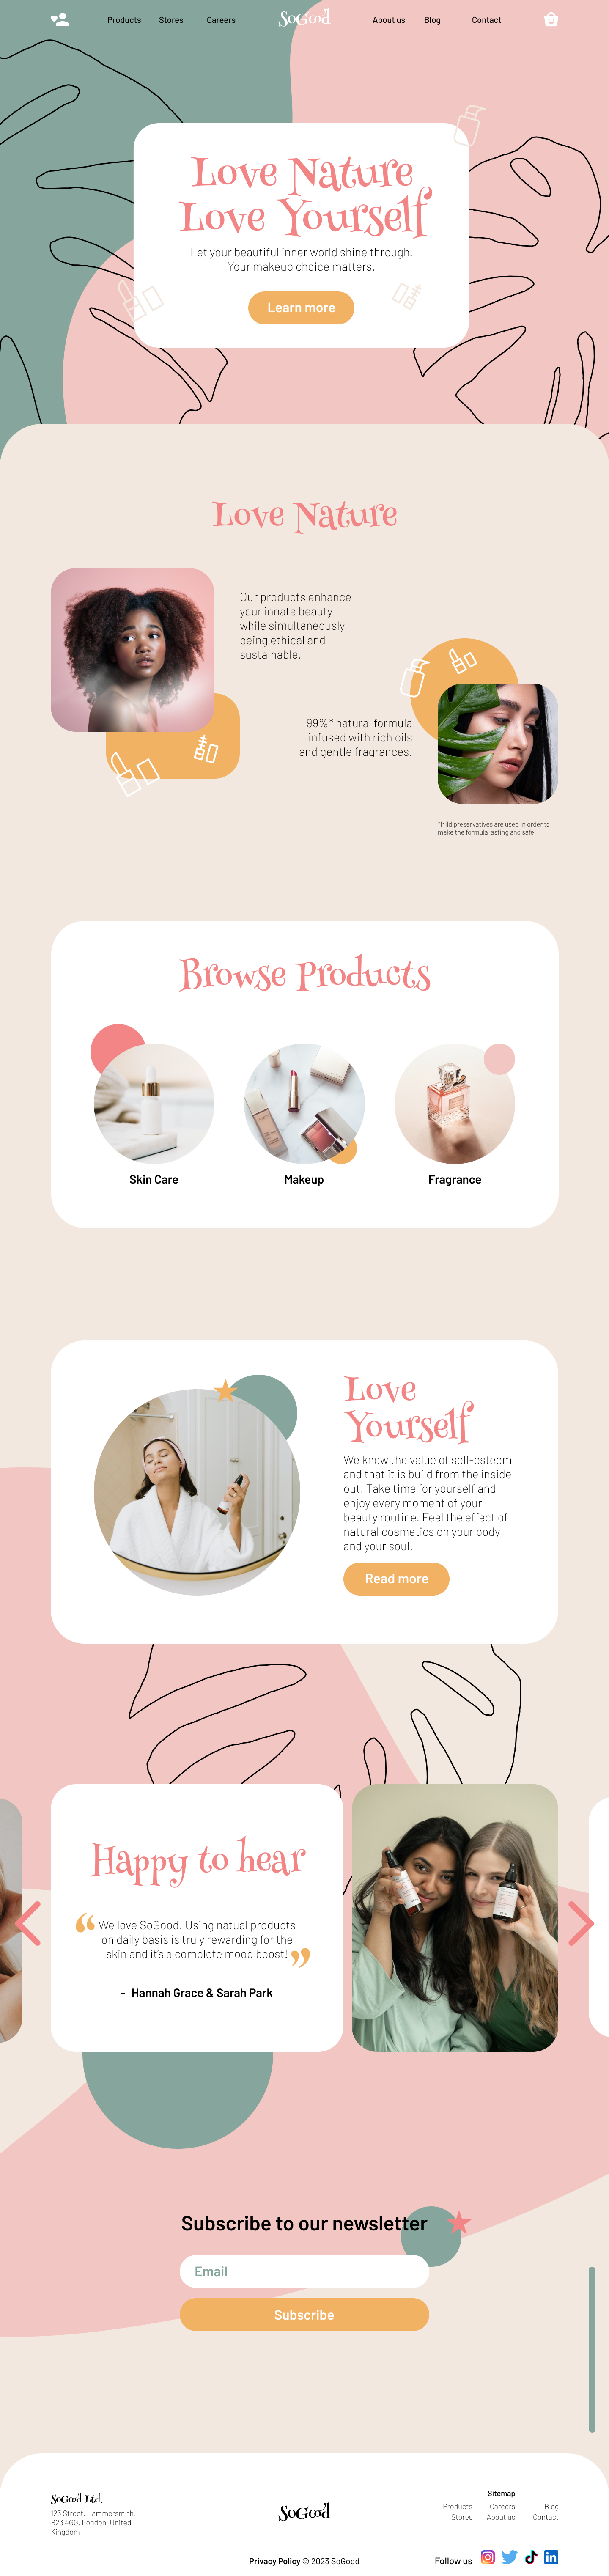 Products Stores Careers SoGood About us Blog Contact
Love Nature
Love Yourself
Let your beautiful inner world shine through.
Your makeup choice matters.
Learn more
Love Nature
Our products enhance
your innate beauty
while simultaneously
being ethical and
sustainable.
99%* natural formula
infused with rich oils
and gentle fragrances.
*Mild preservatives are used in order to
make the formula lasting and safe.
Browse Products
Skin Care Makeup Fragrance
Love
Yourself
We know the value of self-esteem
and that it is build from the inside
out. Take time for yourself and
enjoy every moment of your
beauty routine. Feel the effect of
natural cosmetics on your body
and your soul.
Read more
Happy to hear
“ We love SoGood! Using natual products
on daily basis is truly rewarding for the
skin and it's a complete mood boost! ”
- Hannah Grace & Sarah Park
Subscribe to our newsletter
Email
Subscribe
SoGood Ltd.
123 Street, Hammersmith,
B23 4GG, London, United
Kingdom
SoGood
Privacy Policy © 2023 SoGood
Sitemap
Products Careers Blog
Stores About us Contact
Follow us